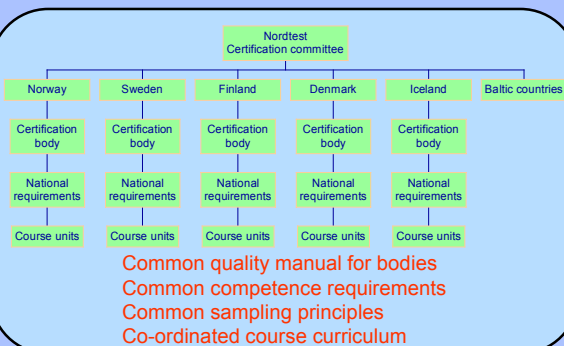 Nordtest
Certification committee
Norway Sweden Finland Denmark Iceland Baltic countries
Certification Certification Certification Certification Certification
body body body body body
National National National National National
requirements requirements requirements requirements requirements
Course units Course units Course units Course units Course units
Common quality manual for bodies
Common competence requirements
Common sampling principles
Co-ordinated course curriculum